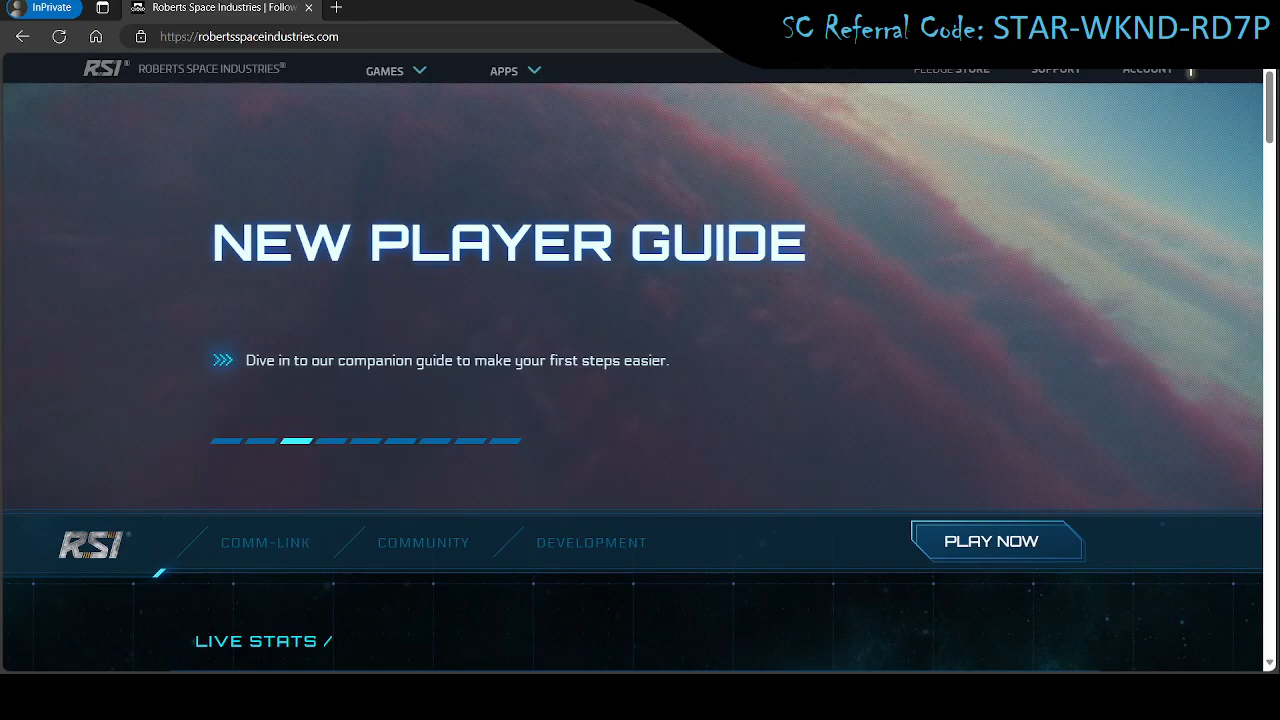 InPrivate
Roberts Space Industries | Follow
SC Referral Code: STAR-WKND-RD7P
https://robertsspaceindustries.com
RSI ® ROBERTS SPACE INDUSTRIES®
GAMES
APPS
PLEDGE STORE
SUPPORT
ACCOUNT
NEW PLAYER GUIDE
Dive in to our companion guide to make your first steps easier.
RSI ®
COMM-LINK
COMMUNITY
DEVELOPMENT
PLAY NOW
LIVE STATS /